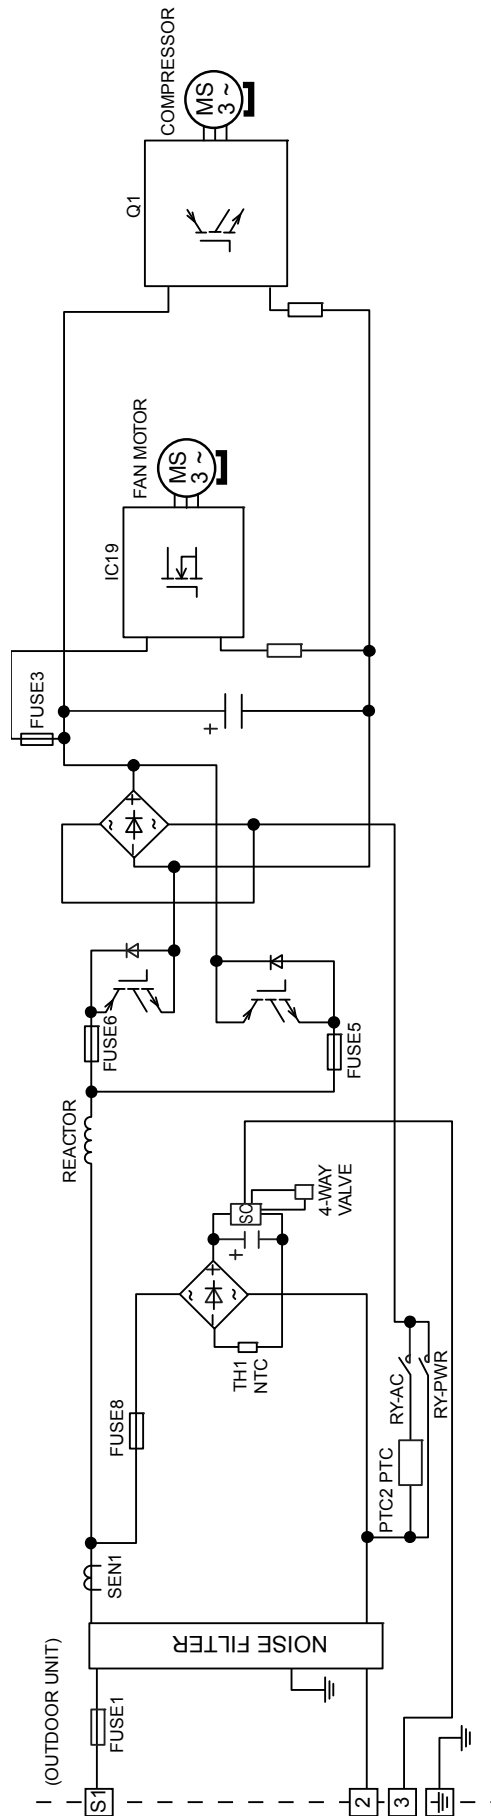 (OUTDOOR UNIT)
S1
FUSE1
NOISE FILTER
2
3
SEN1
FUSE8
PTC2 PTC
RY-AC
RY-PWR
TH1
NTC
+
-
~
~
+
SC
4-WAY
VALVE
REACTOR
FUSE6
FUSE5
+
-
~
~
FUSE3
+
IC19
FAN MOTOR
MS
3 ~
Q1
COMPRESSOR
MS
3 ~